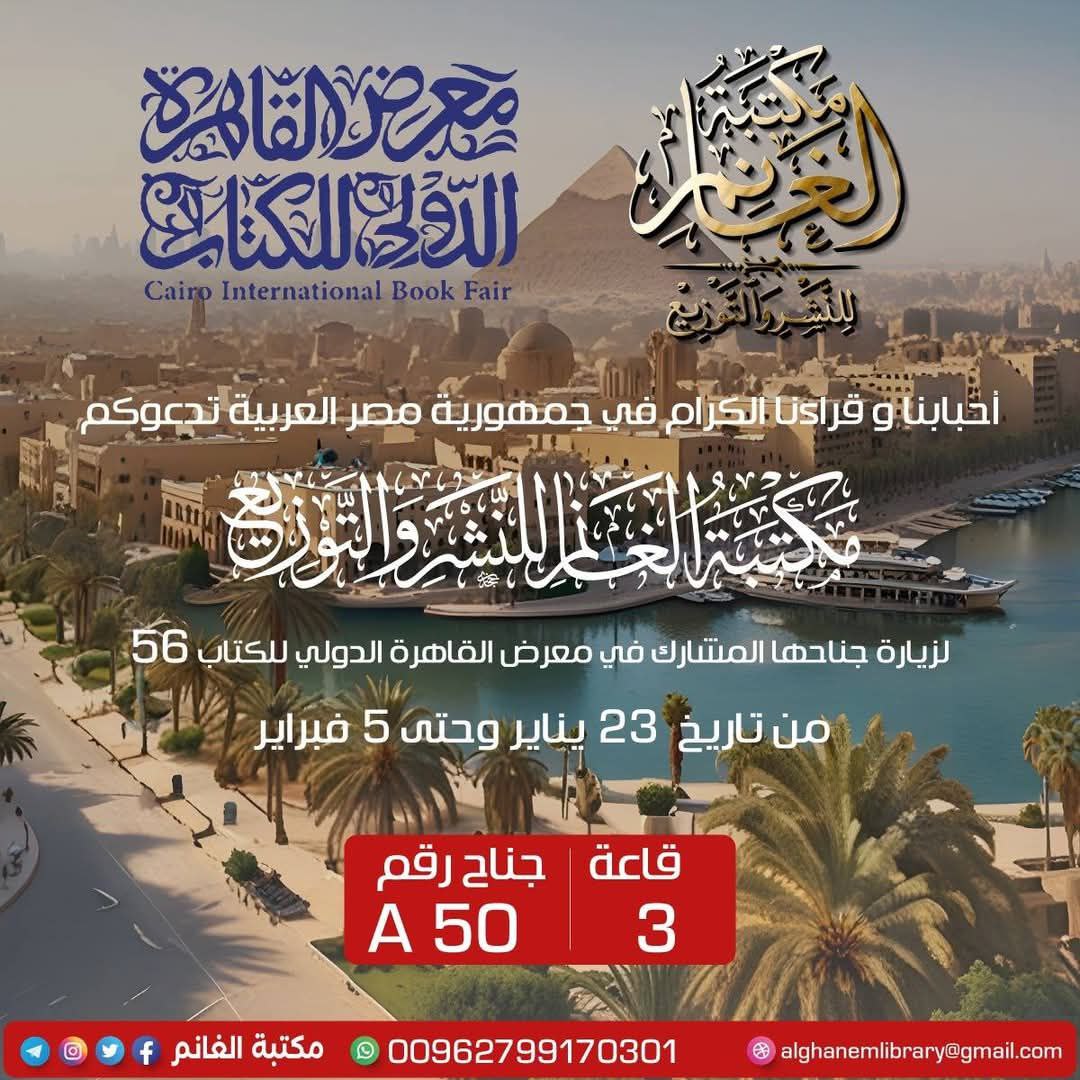 معرض القاهرة
الدولي للكتاب
Cairo International Book Fair
مكتبة
الغانم
للنشر والتوزيع
أحبابنا و قراءنا الكرام في جمهورية مصر العربية تدعوكم
مكتبة الغانم للنشر والتوزيع
لزيارة جناحها المشارك في معرض القاهرة الدولي للكتاب 56
من تاريخ 23 يناير وحتى 5 فبراير
قاعة
3
جناح رقم
A 50
مكتبة الغانم
00962799170301
alghanemlibrary@gmail.com